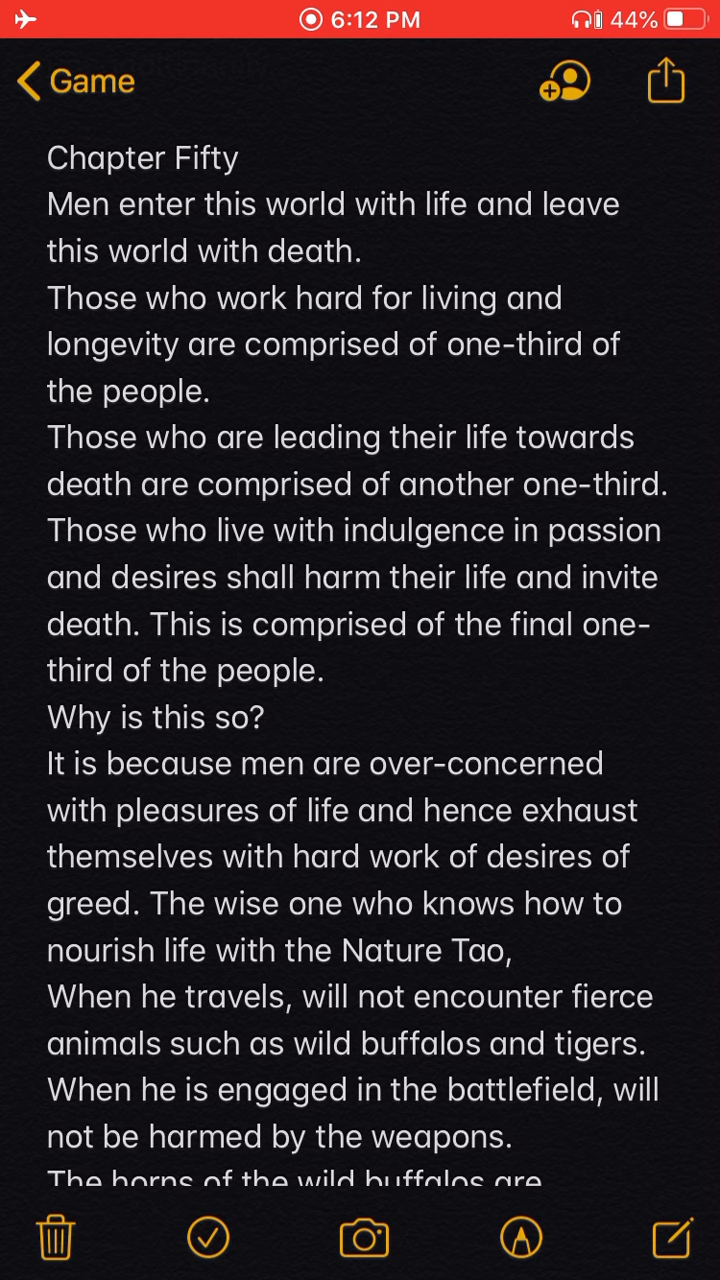 6:12 PM
44%
Game
Chapter Fifty
Men enter this world with life and leave
this world with death.
Those who work hard for living and
longevity are comprised of one-third of
the people.
Those who are leading their life towards
death are comprised of another one-third.
Those who live with indulgence in passion
and desires shall harm their life and invite
death. This is comprised of the final one-
third of the people.
Why is this so?
It is because men are over-concerned
with pleasures of life and hence exhaust
themselves with hard work of desires of
greed. The wise one who knows how to
nourish life with the Nature Tao,
When he travels, will not encounter fierce
animals such as wild buffalos and tigers.
When he is engaged in the battlefield, will
not be harmed by the weapons.
The horns of the wild buffalos are